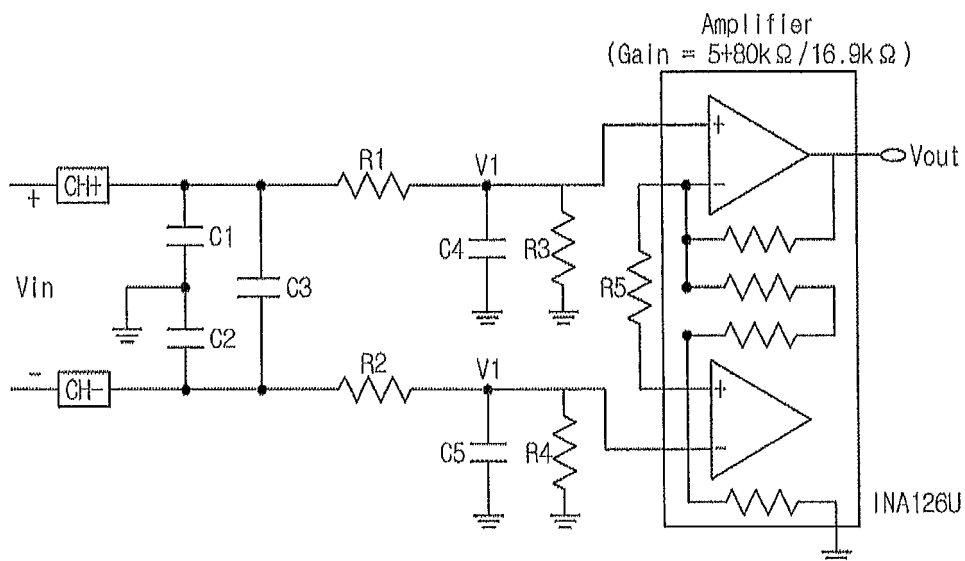 Amplifier
(Gain = 5+80kΩ/16.9kΩ)
+
-
Vout
R1
V1
+
CH+
C1
C4
R3
R5
Vin
C3
C2
R2
V1
-
CH-
+
-
C5
R4
INA126U